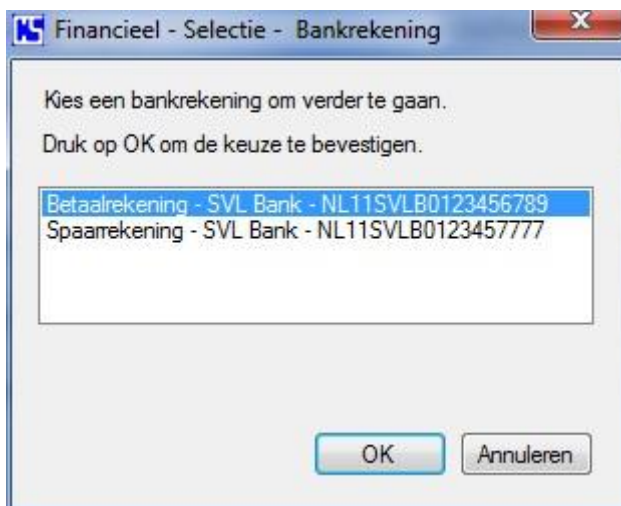 KS Financieel - Selectie - Bankrekening
Kies een bankrekening om verder te gaan.
Druk op OK om de keuze te bevestigen.
Betaalrekening - SVL Bank - NL11SVLB0123456789
Spaarrekening - SVL Bank - NL11SVLB0123457777
OK Annuleren